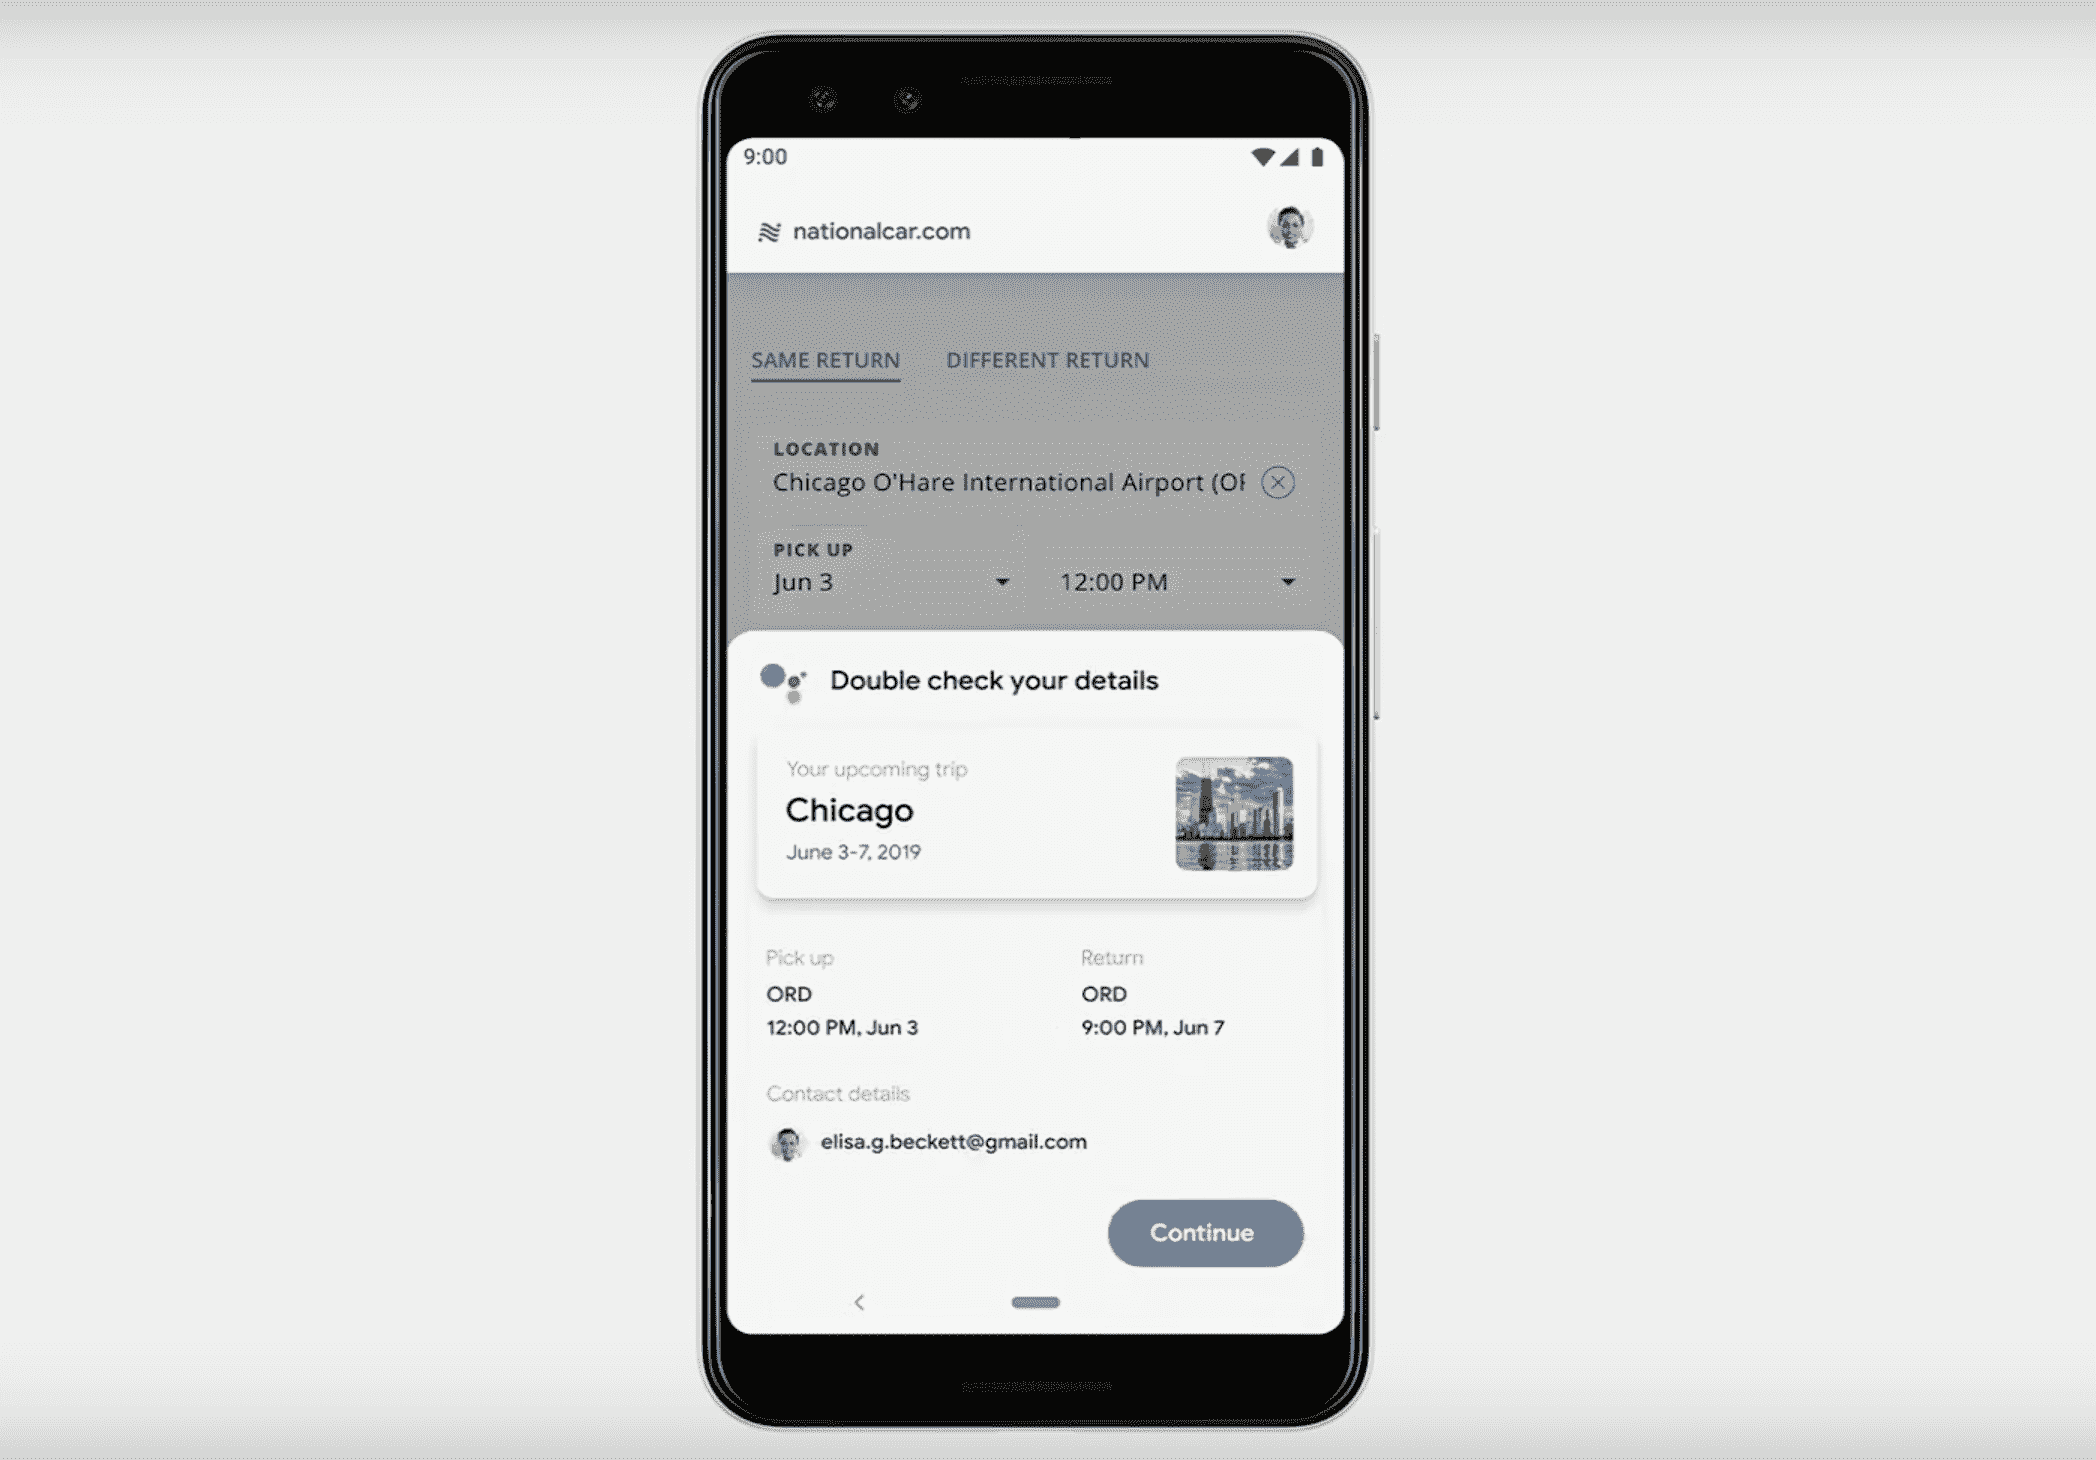 9:00
nationalcar.com
SAME RETURN DIFFERENT RETURN
LOCATION
Chicago O'Hare International Airport (OR
PICK UP
Jun 3 12:00 PM
Double check your details
Your upcoming trip
Chicago
June 3-7, 2019
Pick up Return
ORD ORD
12:00 PM, Jun 3 9:00 PM, Jun 7
Contact details
elisa.g.beckett@gmail.com
Continue